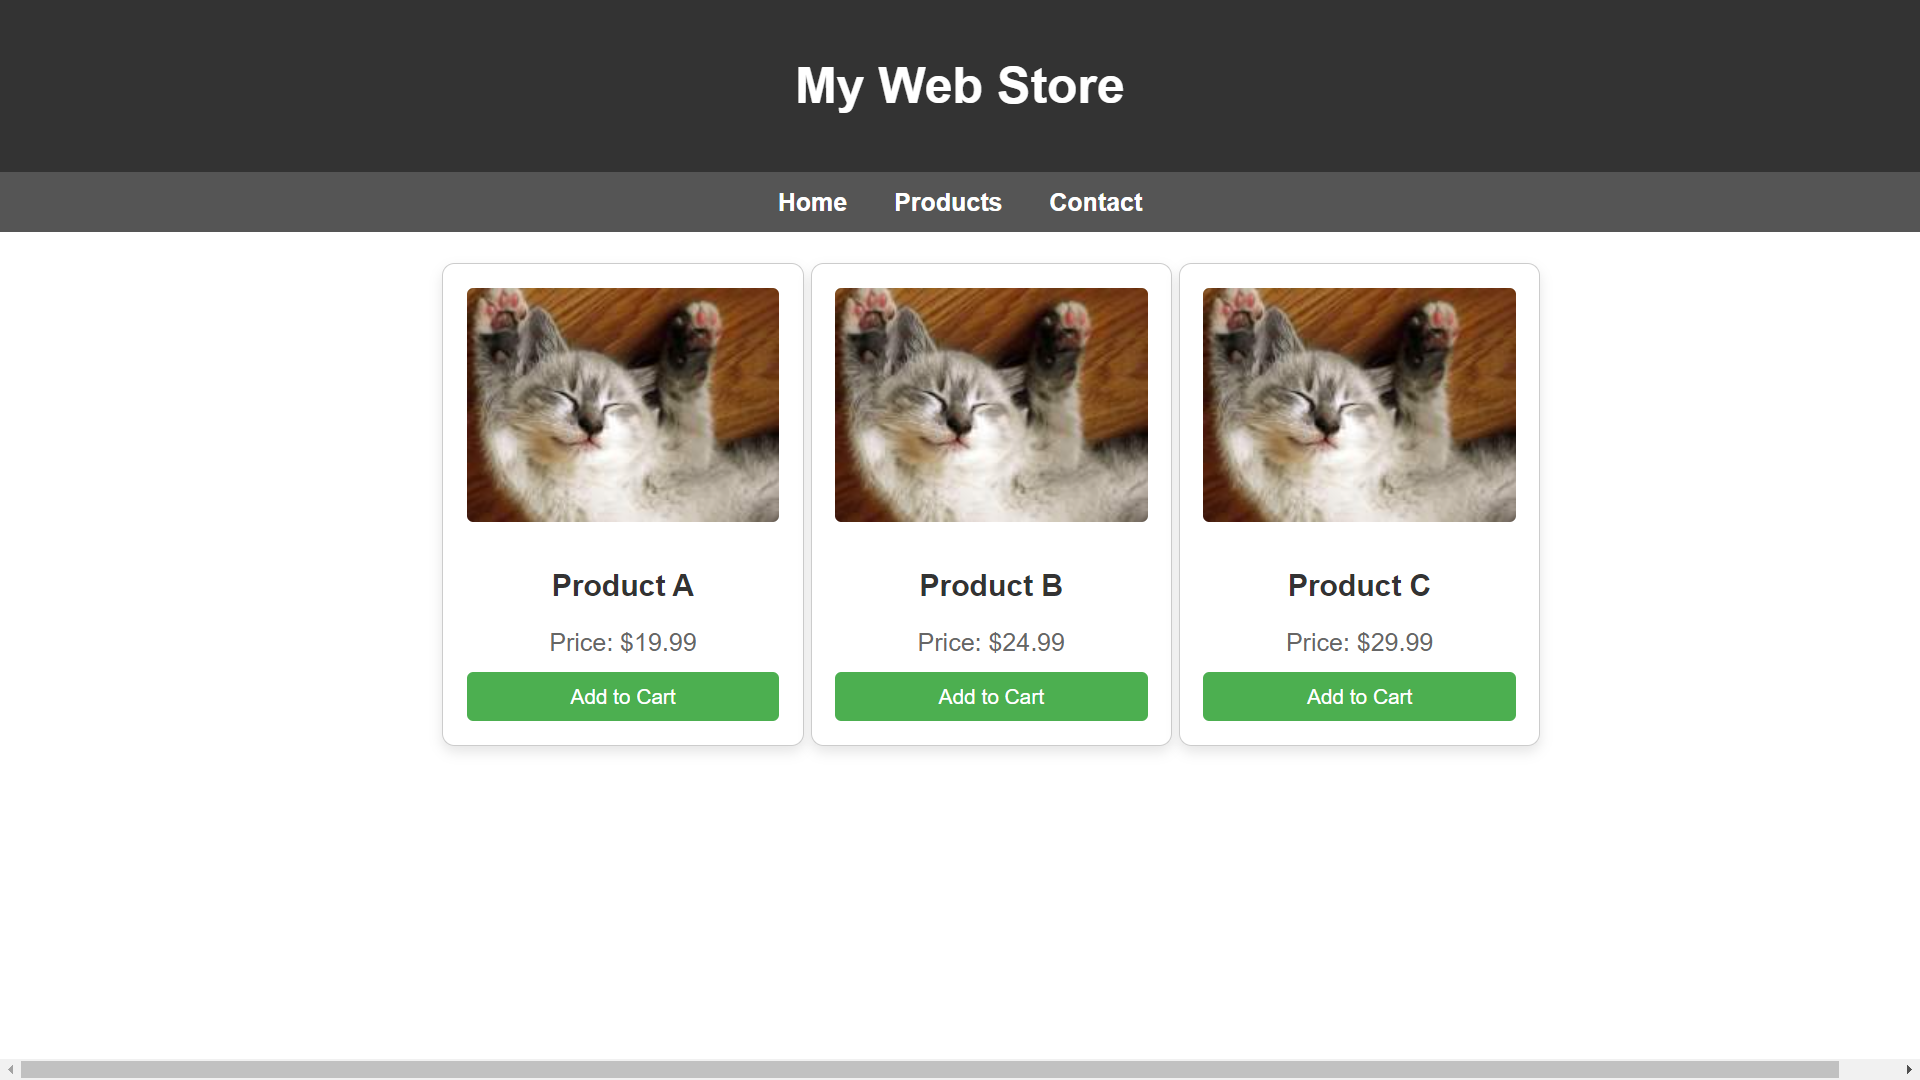 My Web Store
Home Products Contact
Product A
Price: $19.99
Add to Cart
Product B
Price: $24.99
Add to Cart
Product C
Price: $29.99
Add to Cart